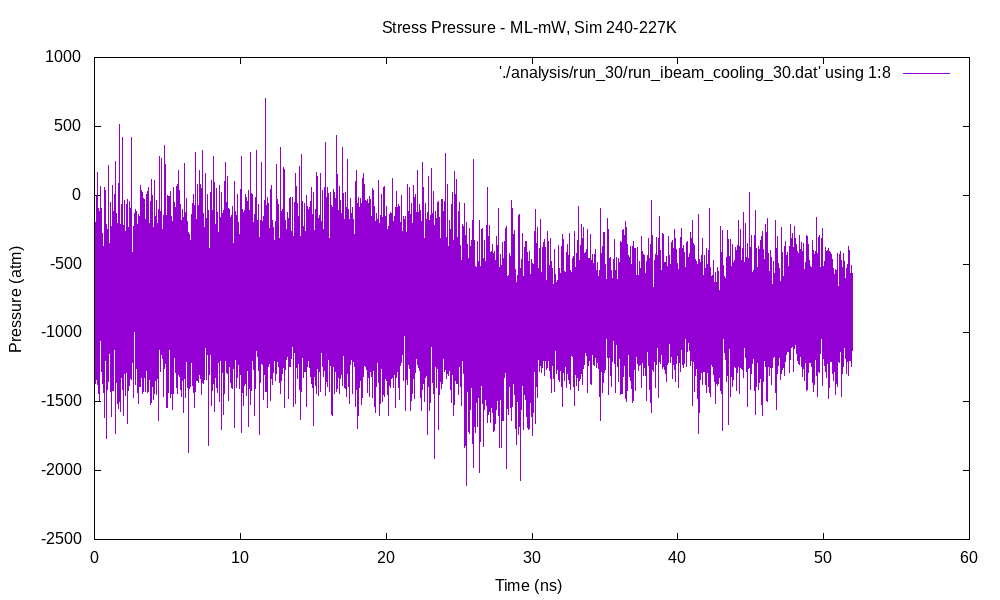 Stress Pressure - ML-mW, Sim 240-227K
'./analysis/run_30/run_ibeam_cooling_30.dat' using 1:8
1000
500
0
-500
-1000
-1500
-2000
-2500
Pressure (atm)
0 10 20 30 40 50 60
Time (ns)